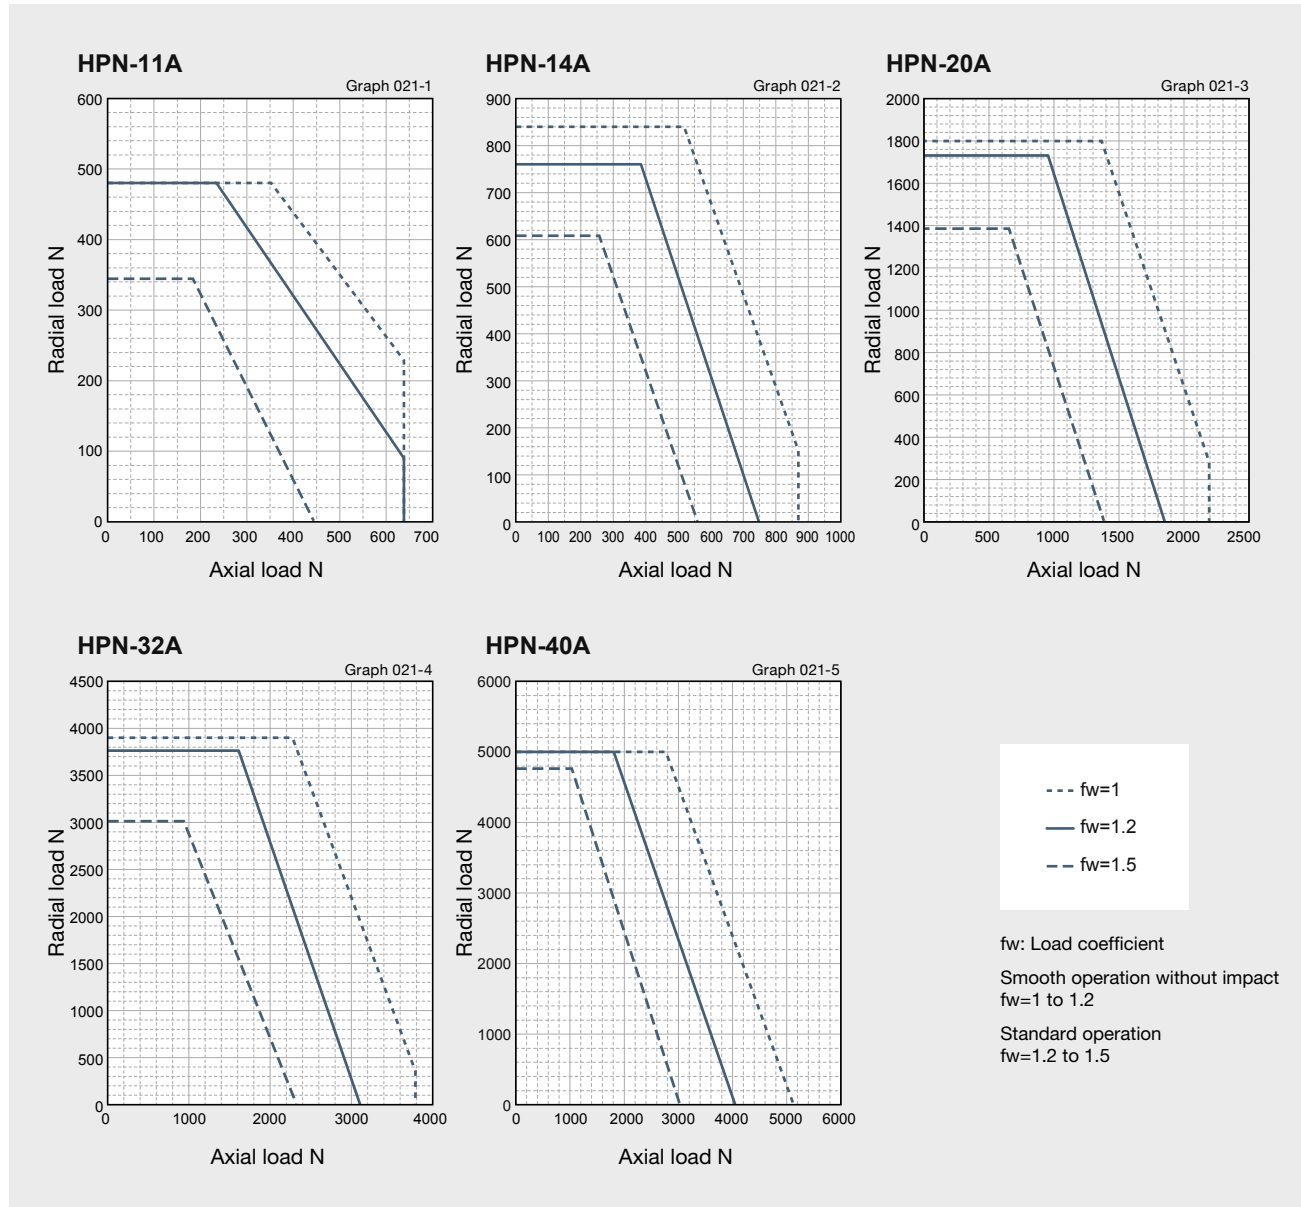 HPN-11A
Graph 021-1
600
500
400
300
200
100
0
0 100 200 300 400 500 600 700
Radial load N
Axial load N
HPN-14A
Graph 021-2
900
800
700
600
500
400
300
200
100
0
0 100 200 300 400 500 600 700 800 900 1000
Radial load N
Axial load N
HPN-20A
Graph 021-3
2000
1800
1600
1400
1200
1000
800
600
400
200
0
0 500 1000 1500 2000 2500
Radial load N
Axial load N
HPN-32A
Graph 021-4
4500
4000
3500
3000
2500
2000
1500
1000
500
0
0 1000 2000 3000 4000
Radial load N
Axial load N
HPN-40A
Graph 021-5
6000
5000
4000
3000
2000
1000
0
0 1000 2000 3000 4000 5000 6000
Radial load N
Axial load N
fw=1
fw=1.2
fw=1.5
fw: Load coefficient
Smooth operation without impact
fw=1 to 1.2
Standard operation
fw=1.2 to 1.5